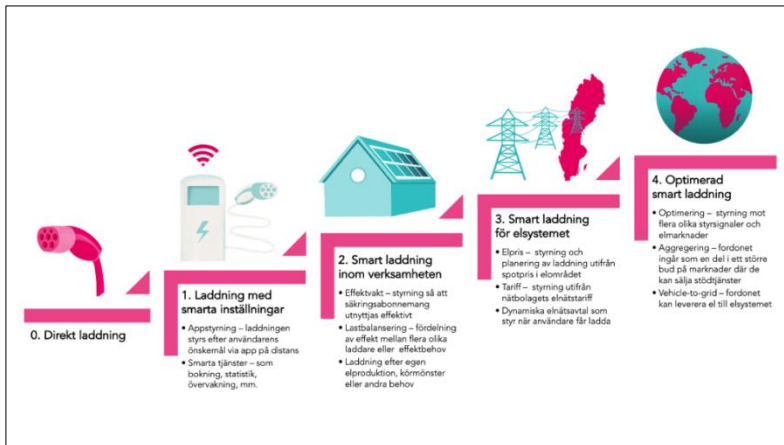 0. Direkt laddning
1. Laddning med
smarta inställningar
• Appstyrning – laddningen
styrs efter användarens
önskemål via app på distans
• Smarta tjänster – som
bokning, statistik,
övervakning, mm.
2. Smart laddning
inom verksamheten
• Effektvakt – styrning så att
säkringsabonnemang
utnyttjas effektivt
• Lastbalansering – fördelning
av effekt mellan flera olika
laddare eller effektbehov
• Laddning efter egen
elproduktion, körmönster
eller andra behov
3. Smart laddning
för elsystemet
• Elpris – styrning och
planering av laddning utifrån
spotpris i elområdet
• Tariff – styrning utifrån
nätbolagets elnätstariff
• Dynamiska elnätsavtal som
styr när användare får ladda
4. Optimerad
smart laddning
• Optimering – styrning mot
flera olika styrsignaler och
elmarknader
• Aggregering – fordonet
ingår som en del i ett större
bud på marknader där de
kan sälja stödtjänster
• Vehicle-to-grid – fordonet
kan leverera el till elsystemet